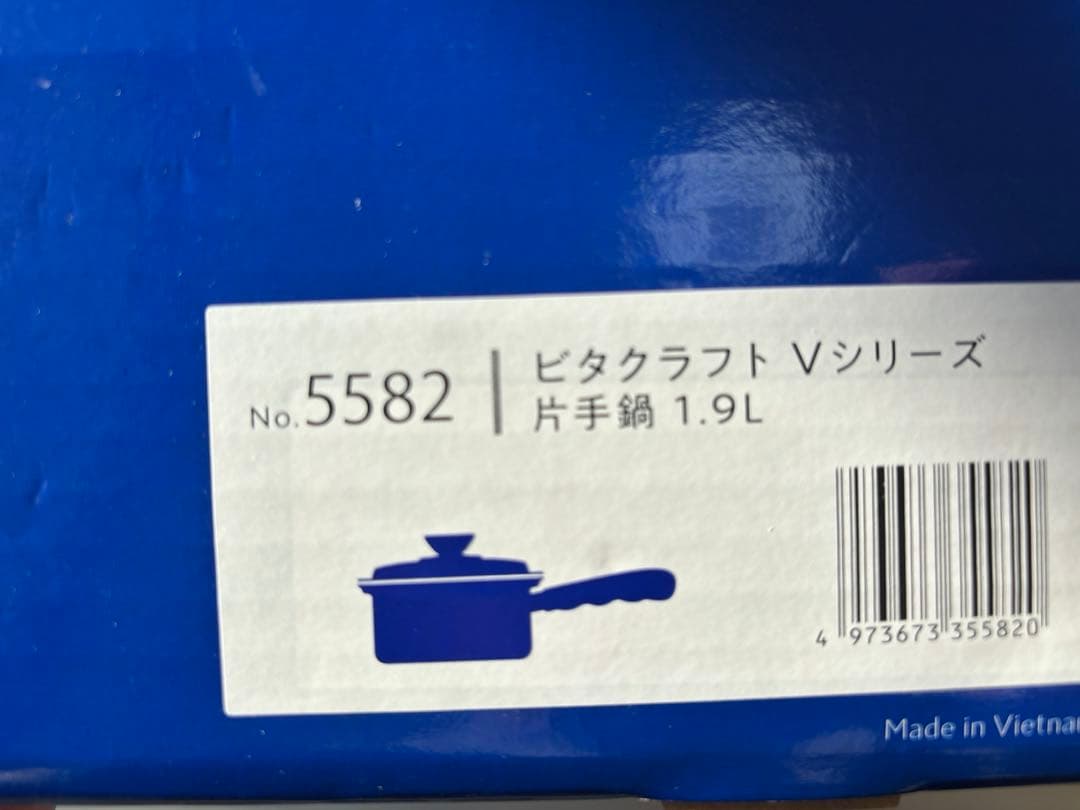 No.5582
ビタクラフト Vシリーズ
片手鍋 1.9L
4 973673 355820
Made in